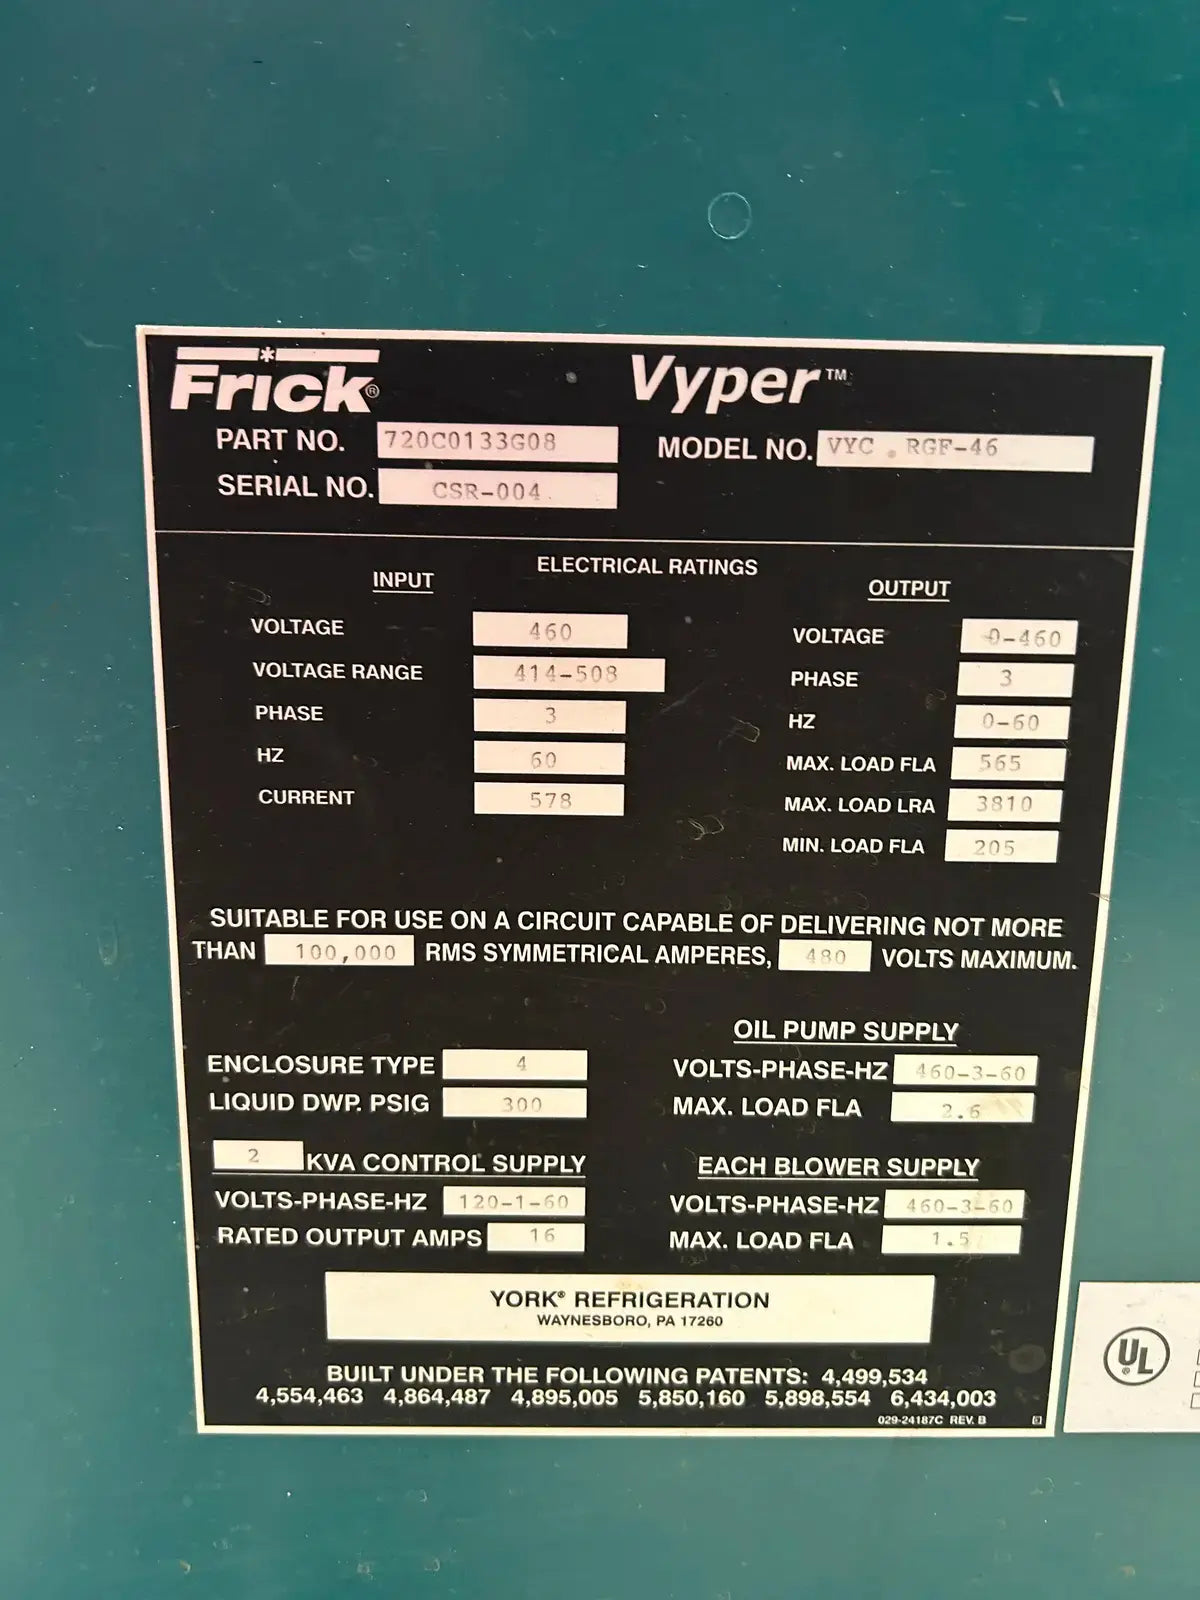 Frick® Vyper™
PART NO. 720C0133G08 MODEL NO. VYC RGF-46
SERIAL NO. CSR-004
ELECTRICAL RATINGS
INPUT OUTPUT
VOLTAGE 460 VOLTAGE 0-460
VOLTAGE RANGE 414-508 PHASE 3
PHASE 3 HZ 0-60
HZ 60 MAX. LOAD FLA 565
CURRENT 578 MAX. LOAD LRA 3810
MIN. LOAD FLA 205
SUITABLE FOR USE ON A CIRCUIT CAPABLE OF DELIVERING NOT MORE
THAN 100,000 RMS SYMMETRICAL AMPERES, 480 VOLTS MAXIMUM.
OIL PUMP SUPPLY
ENCLOSURE TYPE 4 VOLTS-PHASE-HZ 460-3-60
LIQUID DWP. PSIG 300 MAX. LOAD FLA 2.6
2 KVA CONTROL SUPPLY EACH BLOWER SUPPLY
VOLTS-PHASE-HZ 120-1-60 VOLTS-PHASE-HZ 460-3-60
RATED OUTPUT AMPS 16 MAX. LOAD FLA 1.5
YORK® REFRIGERATION
WAYNESBORO, PA 17260
BUILT UNDER THE FOLLOWING PATENTS: 4,499,534
4,554,463 4,864,487 4,895,005 5,850,160 5,898,554 6,434,003
029-24187C REV. B
UL®